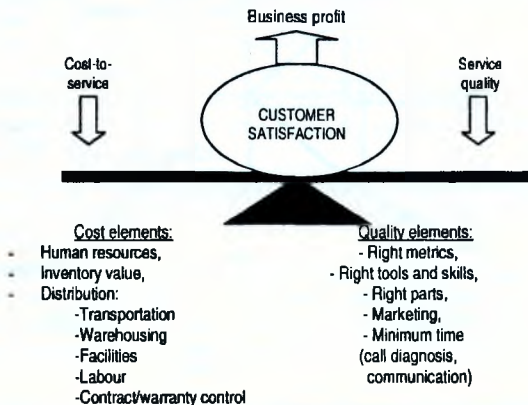 Business profit
Cost-to-
service
Service
quality
CUSTOMER
SATISFACTION
Cost elements:
- Human resources,
- Inventory value,
- Distribution:
-Transportation
-Warehousing
-Facilities
-Labour
-Contract/warranty control
Quality elements:
- Right metrics,
- Right tools and skills,
- Right parts,
- Marketing,
- Minimum time
(call diagnosis,
communication)